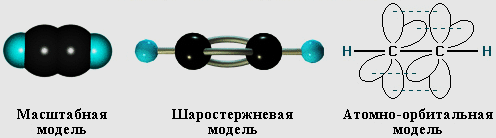 H C C H
Масштабная
модель
Шаростержневая
модель
Атомно-орбитальная
модель